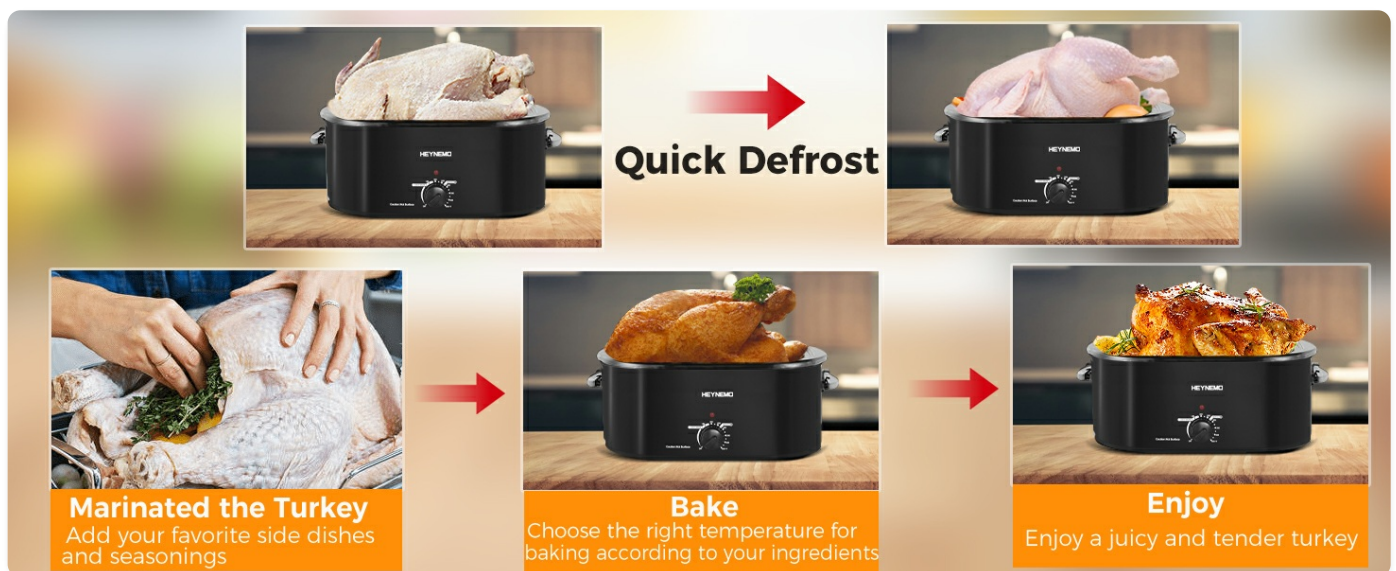 HEYNEMO
Quick Defrost
HEYNEMO
Marinated the Turkey
Add your favorite side dishes
and seasonings
HEYNEMO
Bake
Choose the right temperature for
baking according to your ingredients
HEYNEMO
Enjoy
Enjoy a juicy and tender turkey